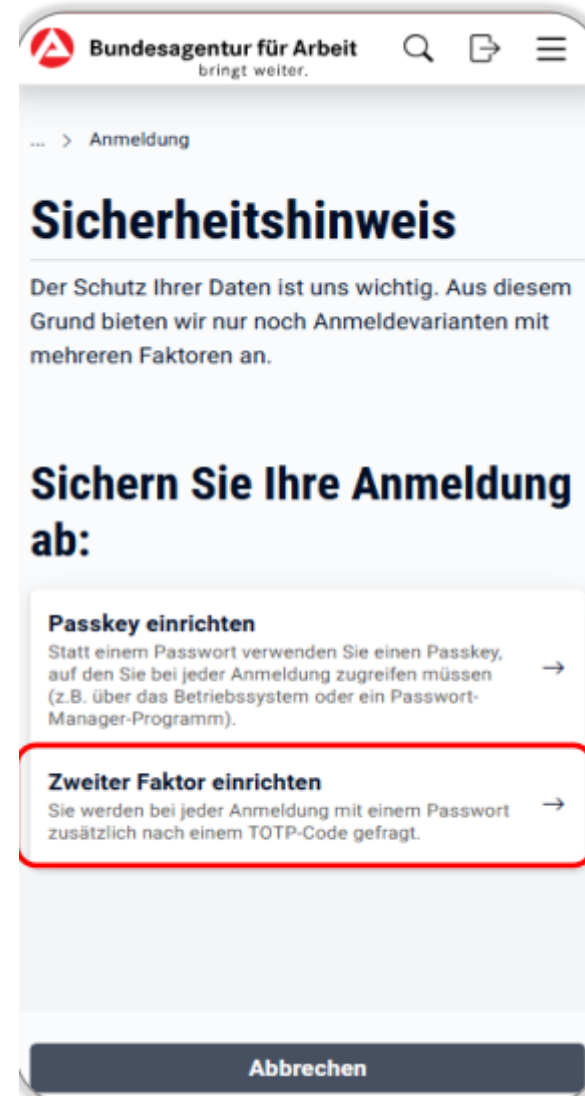 Bundesagentur für Arbeit
bringt weiter.
... > Anmeldung
Sicherheitshinweis
Der Schutz Ihrer Daten ist uns wichtig. Aus diesem
Grund bieten wir nur noch Anmeldevarianten mit
mehreren Faktoren an.
Sichern Sie Ihre Anmeldung
ab:
Passkey einrichten
Statt einem Passwort verwenden Sie einen Passkey,
auf den Sie bei jeder Anmeldung zugreifen müssen
(z.B. über das Betriebssystem oder ein Passwort-
Manager-Programm).
Zweiter Faktor einrichten
Sie werden bei jeder Anmeldung mit einem Passwort
zusätzlich nach einem TOTP-Code gefragt.
Abbrechen